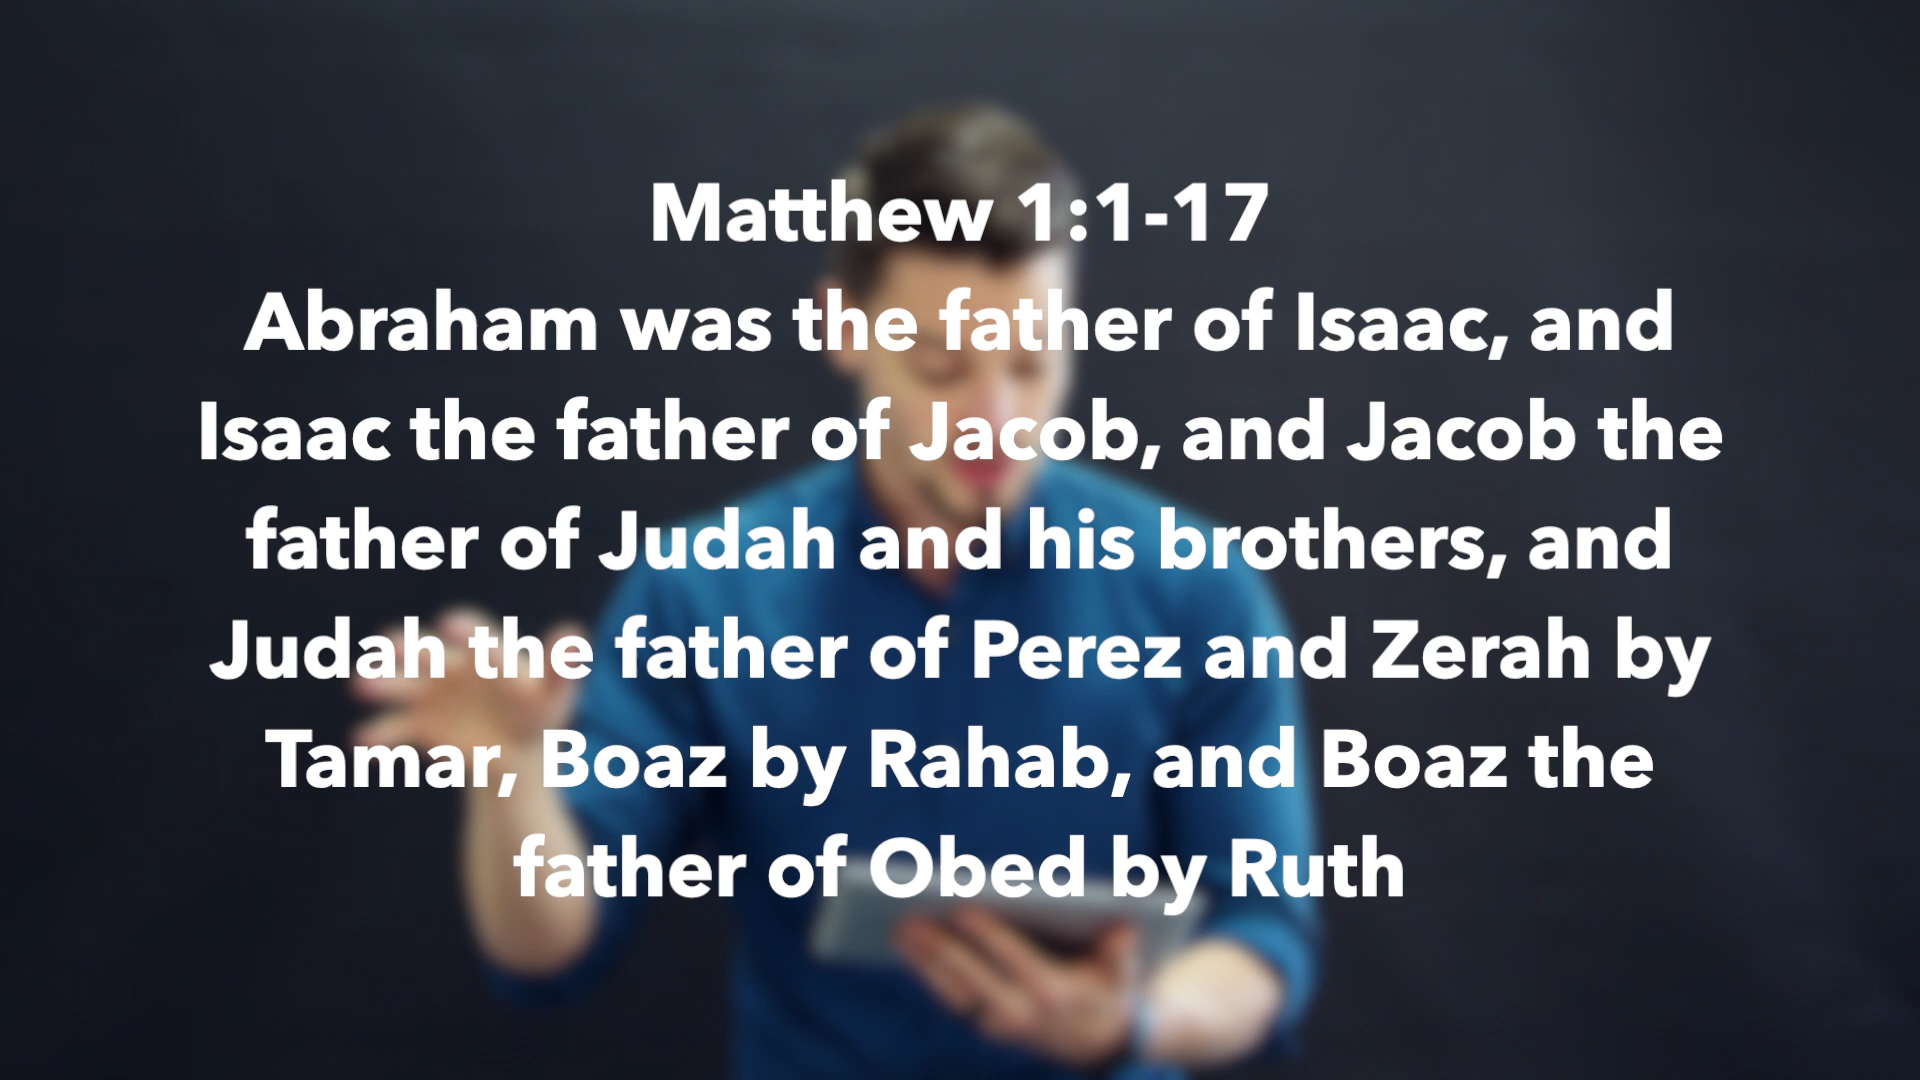 Matthew 1:1-17
Abraham was the father of Isaac, and
Isaac the father of Jacob, and Jacob the
father of Judah and his brothers, and
Judah the father of Perez and Zerah by
Tamar, Boaz by Rahab, and Boaz the
father of Obed by Ruth